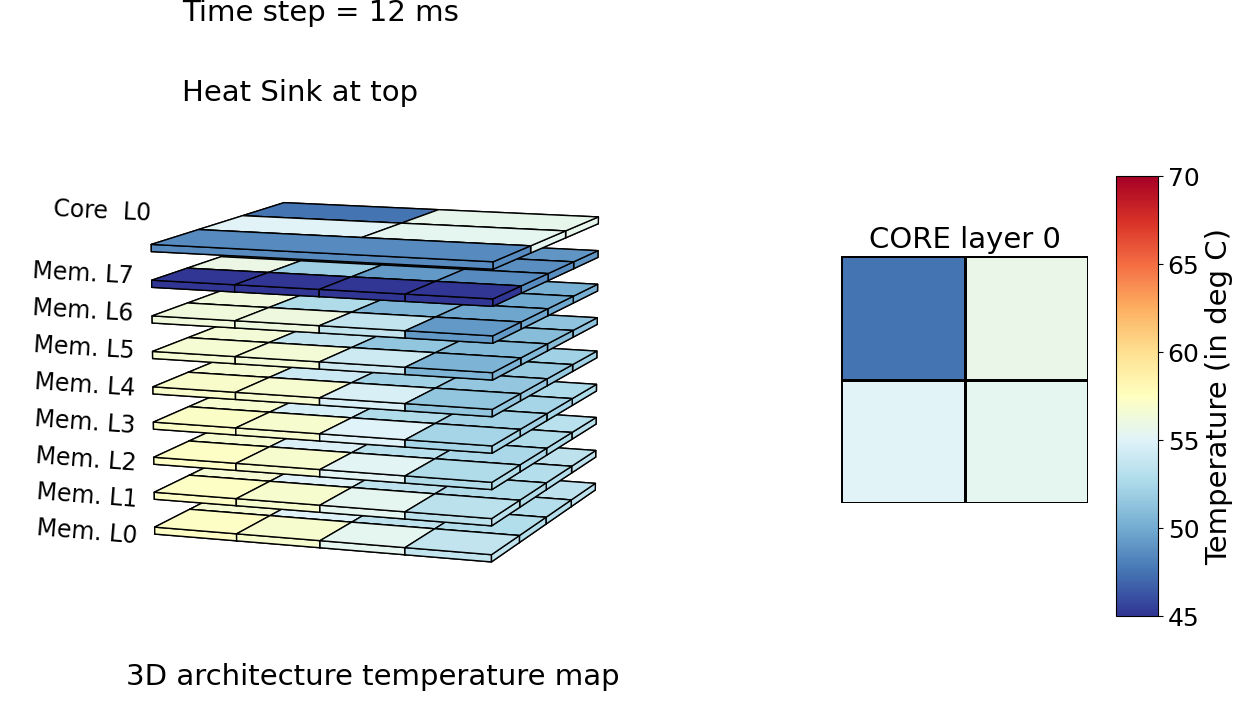 Time step = 12 ms
Heat Sink at top
Core  L0
Mem. L7
Mem. L6
Mem. L5
Mem. L4
Mem. L3
Mem. L2
Mem. L1
Mem. L0
3D architecture temperature map
CORE layer 0
70
65
60
55
50
45
Temperature (in deg C)